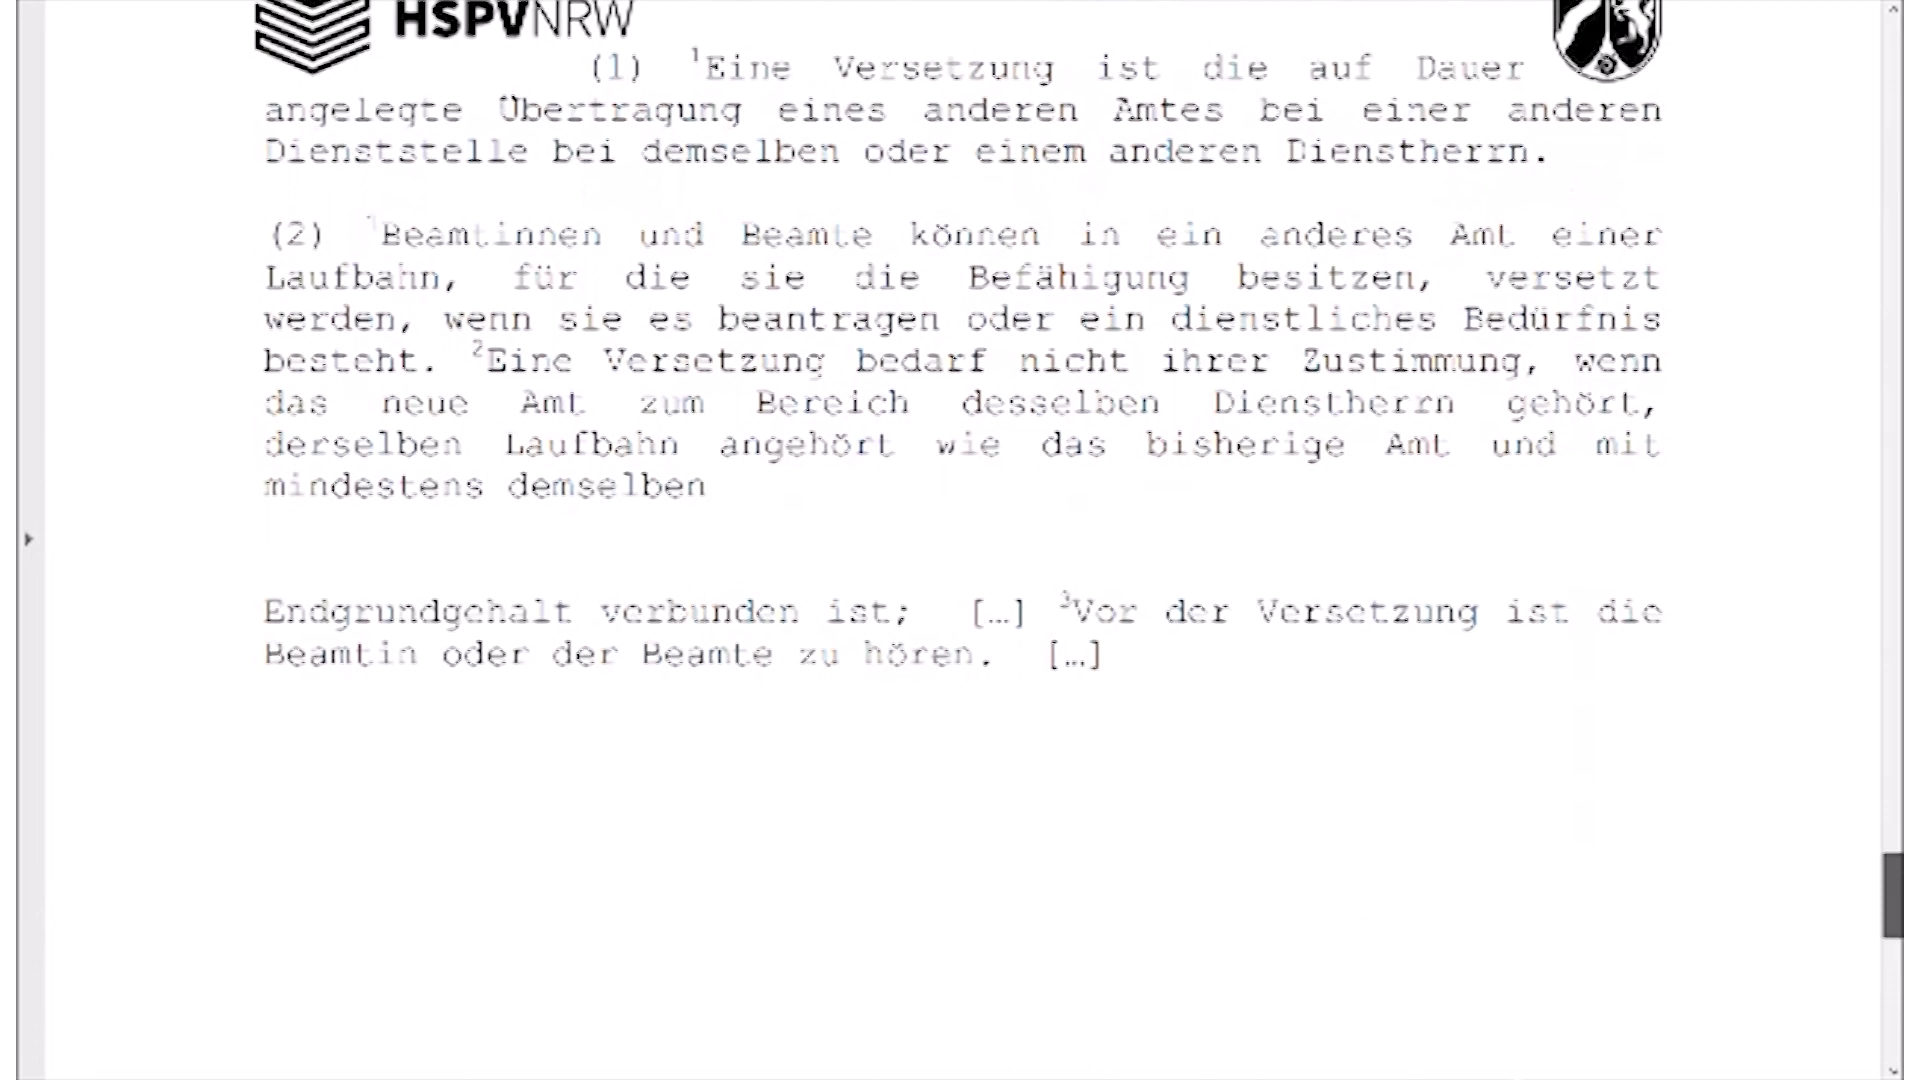 HSPVNRW
(1) ¹Eine Versetzung ist die auf Dauer
angelegte Übertragung eines anderen Amtes bei einer anderen
Dienststelle bei demselben oder einem anderen Dienstherrn.
(2) ¹Beamtinnen und Beamte können in ein anderes Amt einer
Laufbahn, für die sie die Befähigung besitzen, versetzt
werden, wenn sie es beantragen oder ein dienstliches Bedürfnis
besteht. ²Eine Versetzung bedarf nicht ihrer Zustimmung, wenn
das neue Amt zum Bereich desselben Dienstherrn gehört,
derselben Laufbahn angehört wie das bisherige Amt und mit
mindestens demselben
Endgrundgehalt verbunden ist; […] ³Vor der Versetzung ist die
Beamtin oder der Beamte zu hören. […]